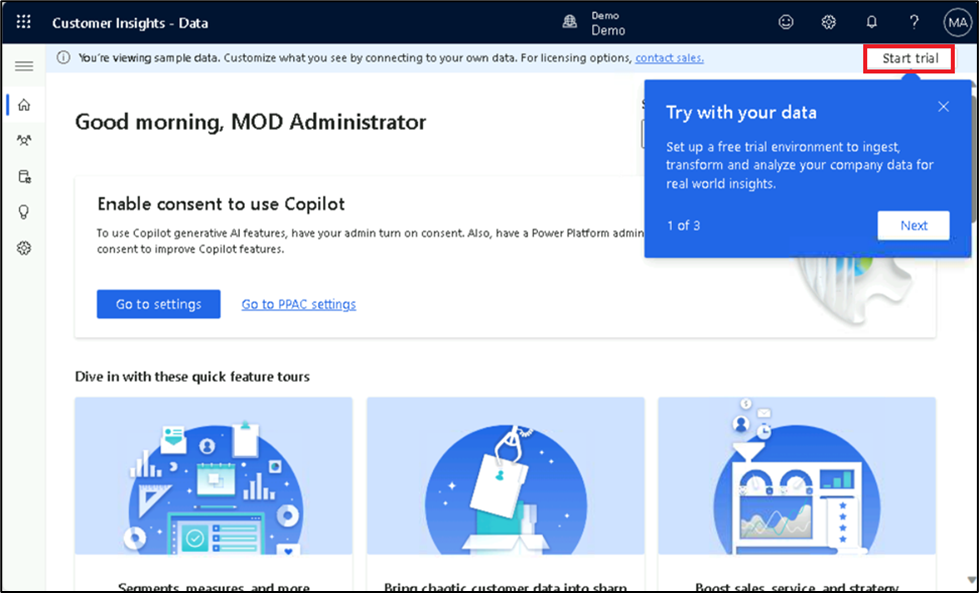 Customer Insights - Data
Demo
Demo
?
MA
You're viewing sample data. Customize what you see by connecting to your own data. For licensing options, contact sales.
Start trial
Good morning, MOD Administrator
Try with your data
Set up a free trial environment to ingest,
transform and analyze your company data for
real world insights.
1 of 3
Next
Enable consent to use Copilot
To use Copilot generative AI features, have your admin turn on consent. Also, have a Power Platform admin
consent to improve Copilot features.
Go to settings
Go to PPAC settings
Dive in with these quick feature tours
Segments, measures, and more
Bring chaotic customer data into sharp
Boost sales, service, and strategy